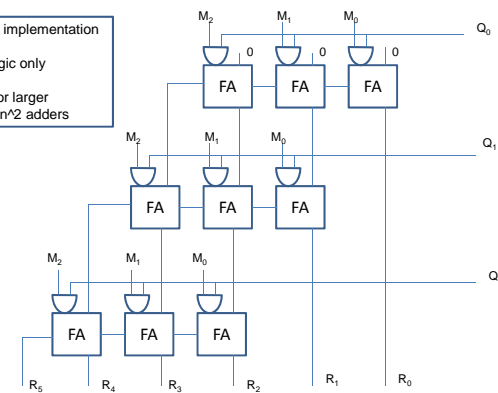 implementation
gic only
or larger
n^2 adders
M2 M1 M0 Q0
0 0 0
FA FA FA
M2 M1 M0 Q1
FA FA FA
M2 M1 M0 Q
FA FA FA
R5 R4 R3 R2 R1 R0